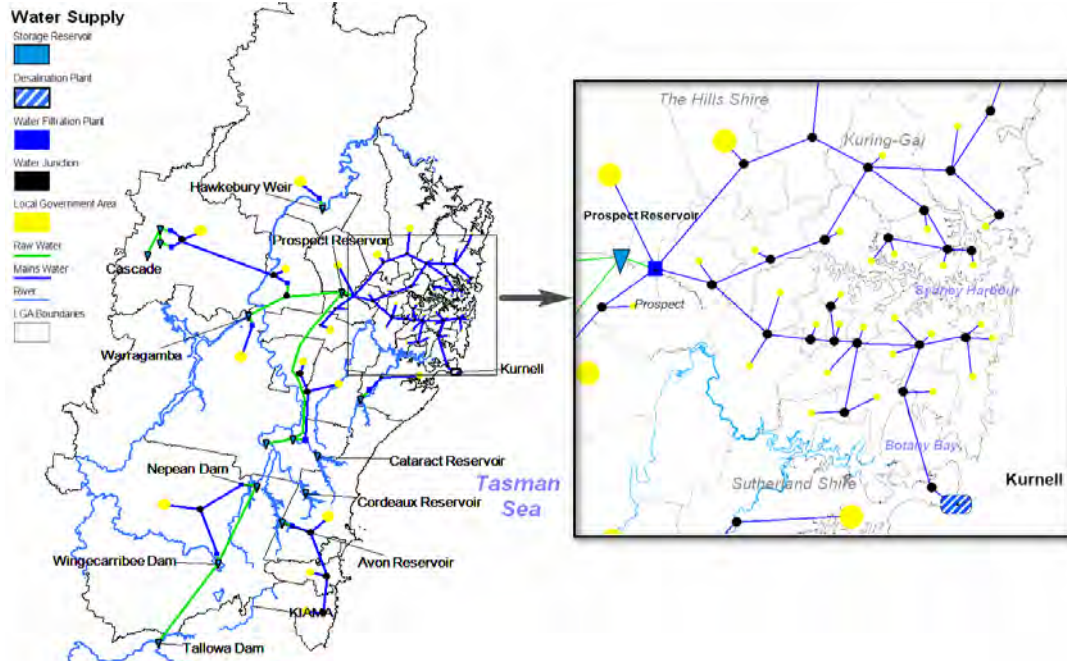 Water Supply
Storage Reservoir
Desalination Plant
Water Filtration Plant
Water Junction
Local Government Area
Raw Water
Mains Water
River
LGA Boundaries
Hawkebury Weir
Prospect Reservoir
Cascade
Warragamba
Kurnell
Nepean Dam
Cataract Reservoir
Cordeaux Reservoir
Tasman
Sea
Wingecarribee Dam
Avon Reservoir
KIAMA
Tallowa Dam
The Hills Shire
Kuring-Gai
Prospect Reservoir
Prospect
Sydney Harbour
Botany Bay
Sutherland Shire
Kurnell